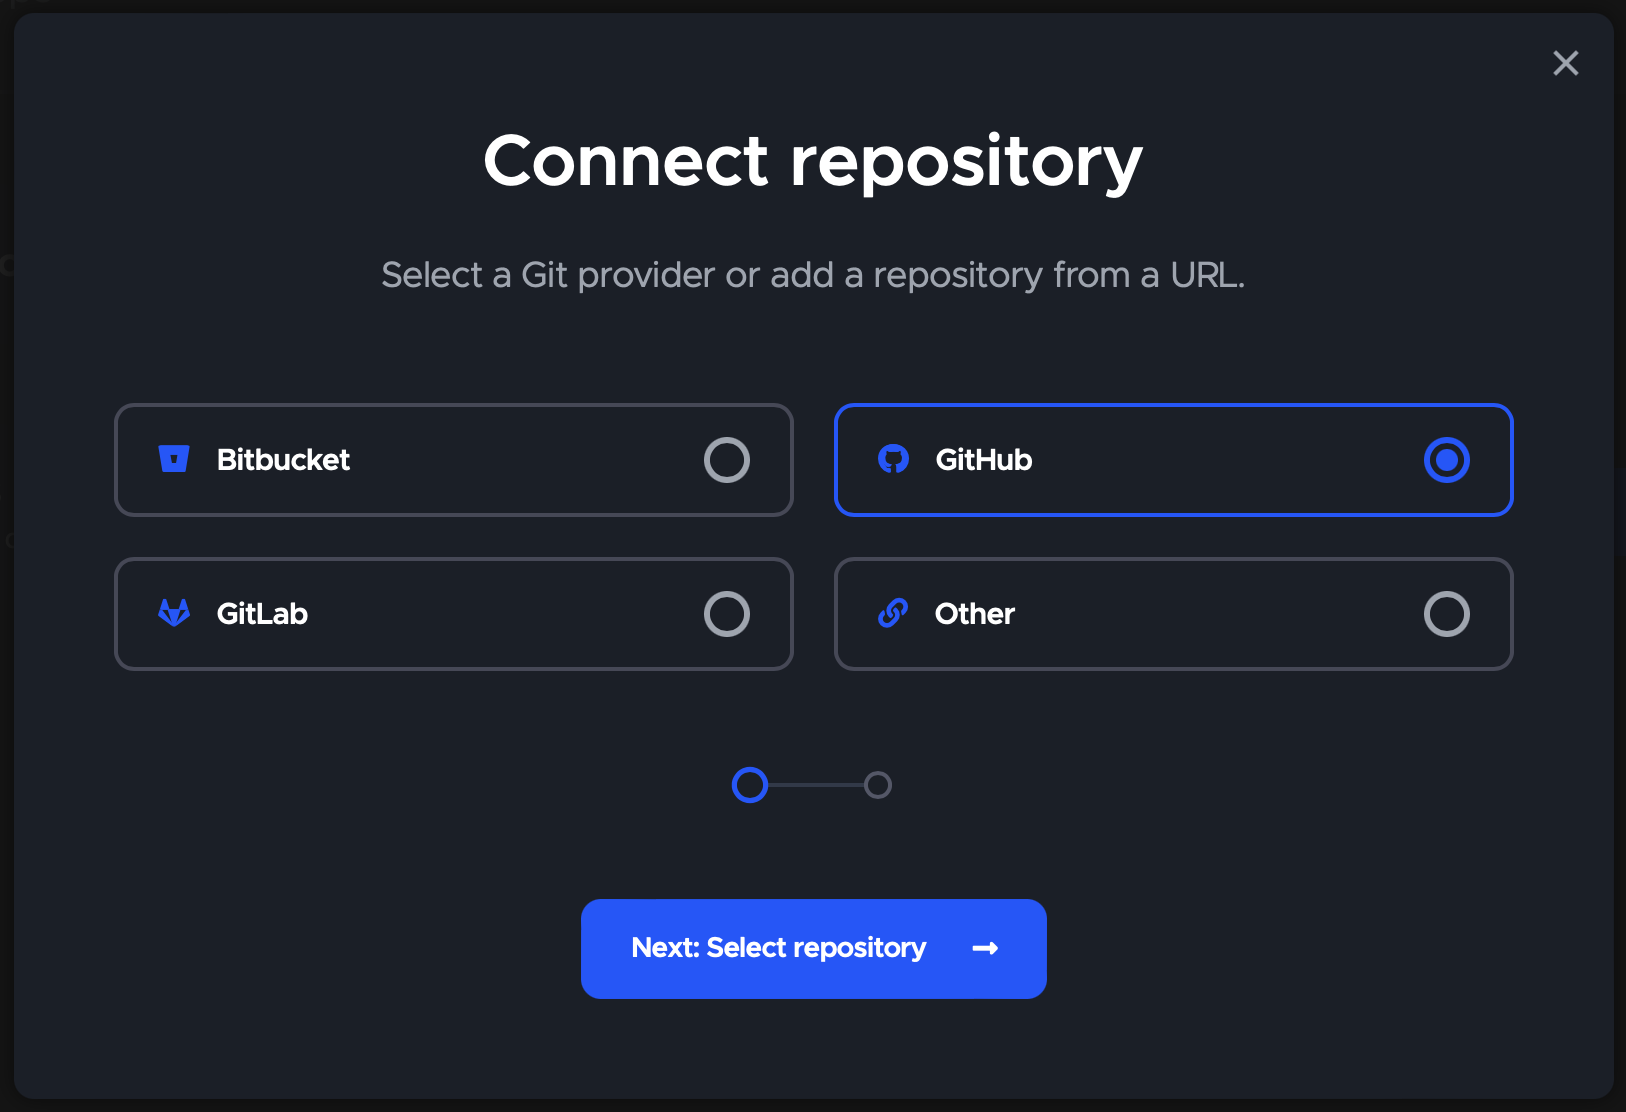 Connect repository
Select a Git provider or add a repository from a URL.
Bitbucket
GitHub
GitLab
Other
Next: Select repository